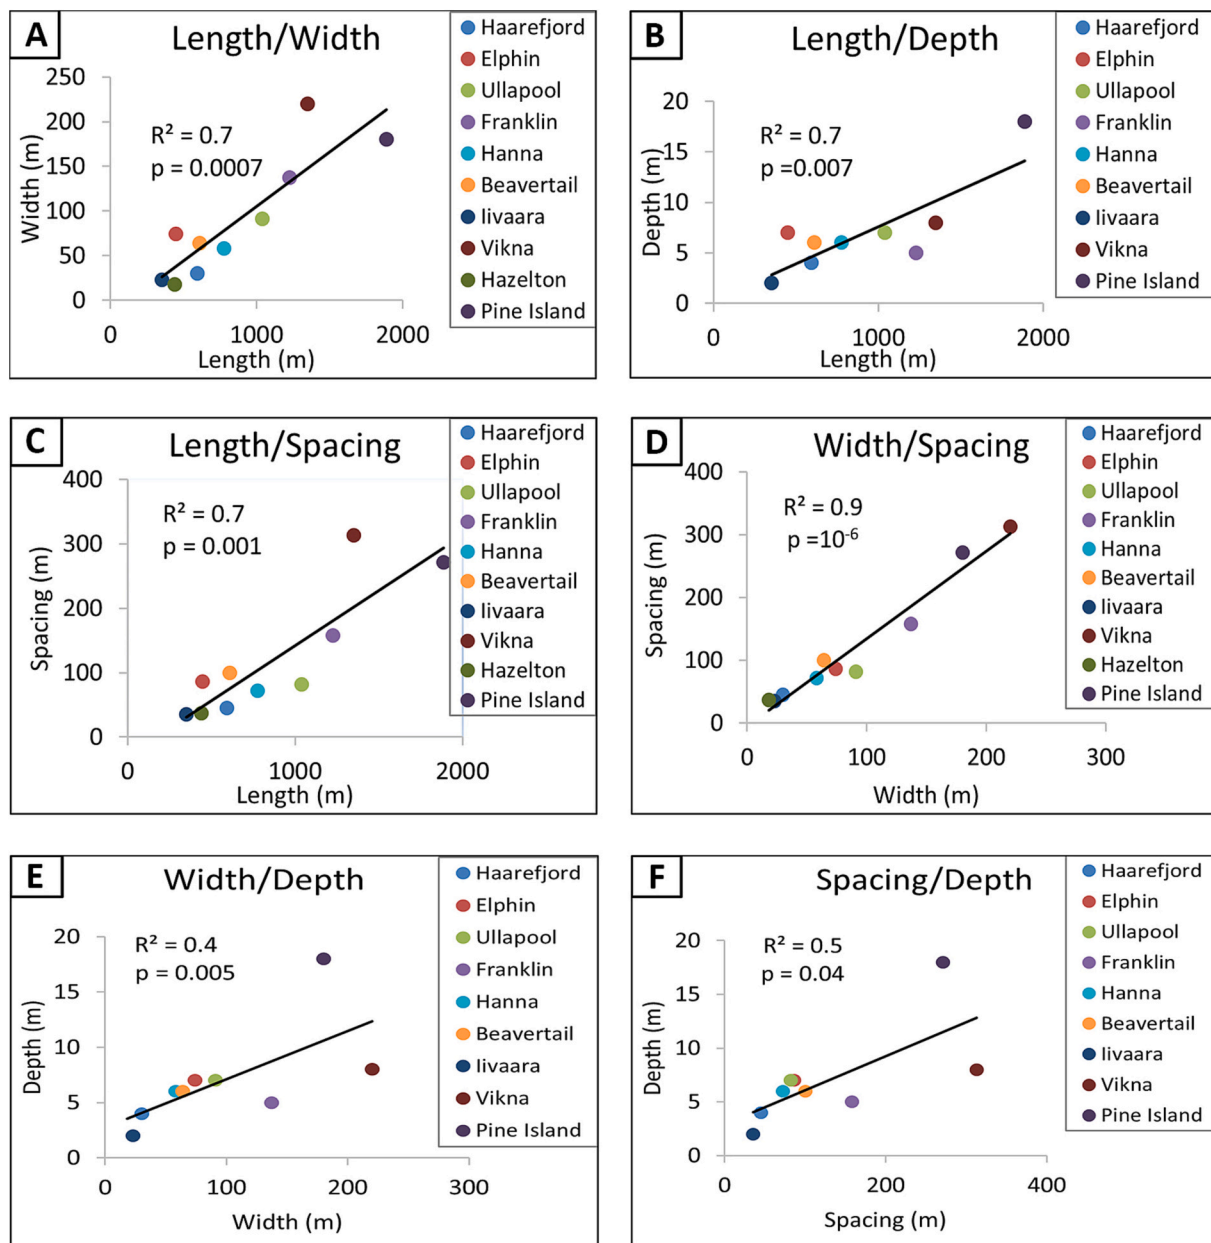 A
Length/Width
250
200
150
100
50
0
Width (m)
R² = 0.7
p = 0.0007
0 1000 2000
Length (m)
Haarefjord
Elphin
Ullapool
Franklin
Hanna
Beavertail
Iivaara
Vikna
Hazelton
Pine Island
B
Length/Depth
20
15
10
5
0
Depth (m)
R² = 0.7
p =0.007
0 1000 2000
Length (m)
Haarefjord
Elphin
Ullapool
Franklin
Hanna
Beavertail
Iivaara
Vikna
Pine Island
C
Length/Spacing
400
300
200
100
0
Spacing (m)
R² = 0.7
p = 0.001
0 1000 2000
Length (m)
Haarefjord
Elphin
Ullapool
Franklin
Hanna
Beavertail
Iivaara
Vikna
Hazelton
Pine Island
D
Width/Spacing
400
300
200
100
0
Spacing (m)
R² = 0.9
p =10⁻⁶
0 100 200 300
Width (m)
Haarefjord
Elphin
Ullapool
Franklin
Hanna
Beavertail
Iivaara
Vikna
Hazelton
Pine Island
E
Width/Depth
20
15
10
5
0
Depth (m)
R² = 0.4
p = 0.005
0 100 200 300
Width (m)
Haarefjord
Elphin
Ullapool
Franklin
Hanna
Beavertail
Iivaara
Vikna
Pine Island
F
Spacing/Depth
20
15
10
5
0
Depth (m)
R² = 0.5
p = 0.04
0 200 400
Spacing (m)
Haarefjord
Elphin
Ullapool
Franklin
Hanna
Beavertail
Iivaara
Vikna
Pine Island